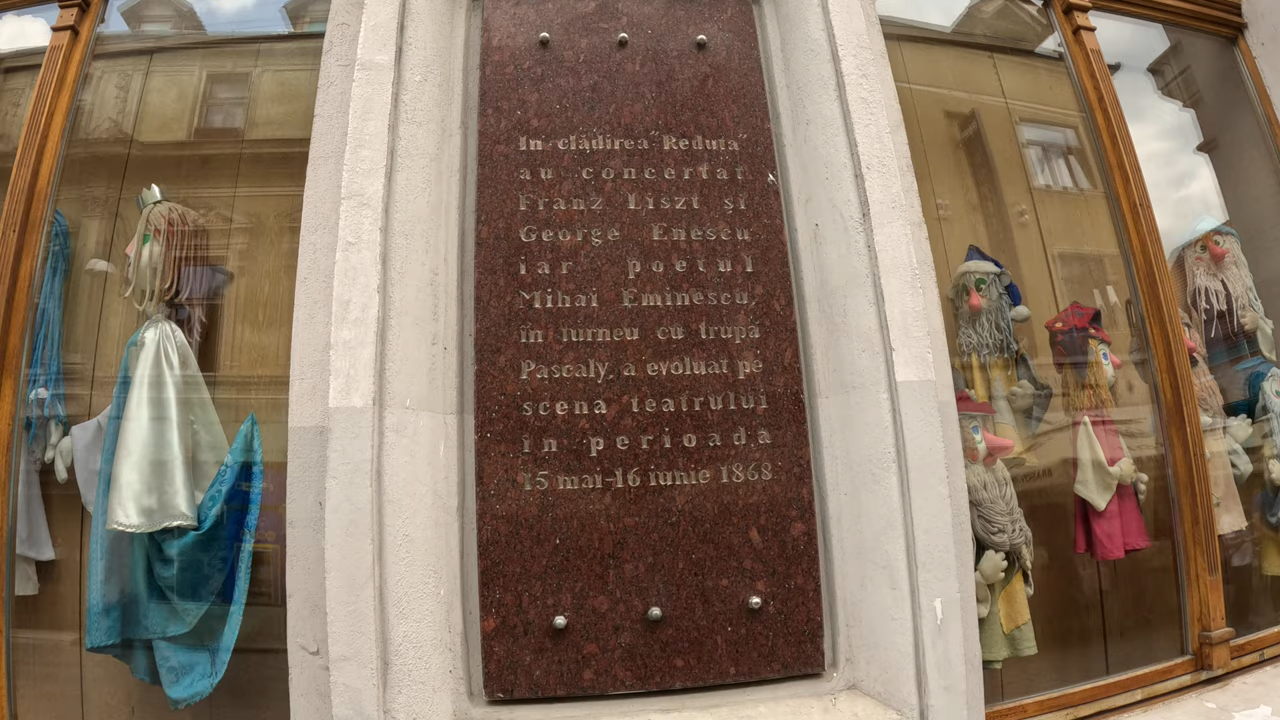 In clădirea "Reduta"
au concertat
Franz Liszt și
George Enescu
iar poetul
Mihai Eminescu,
în turneu cu trupa
Pascaly, a evoluat pe
scena teatrului
in perioada
15 mai-16 iunie 1868